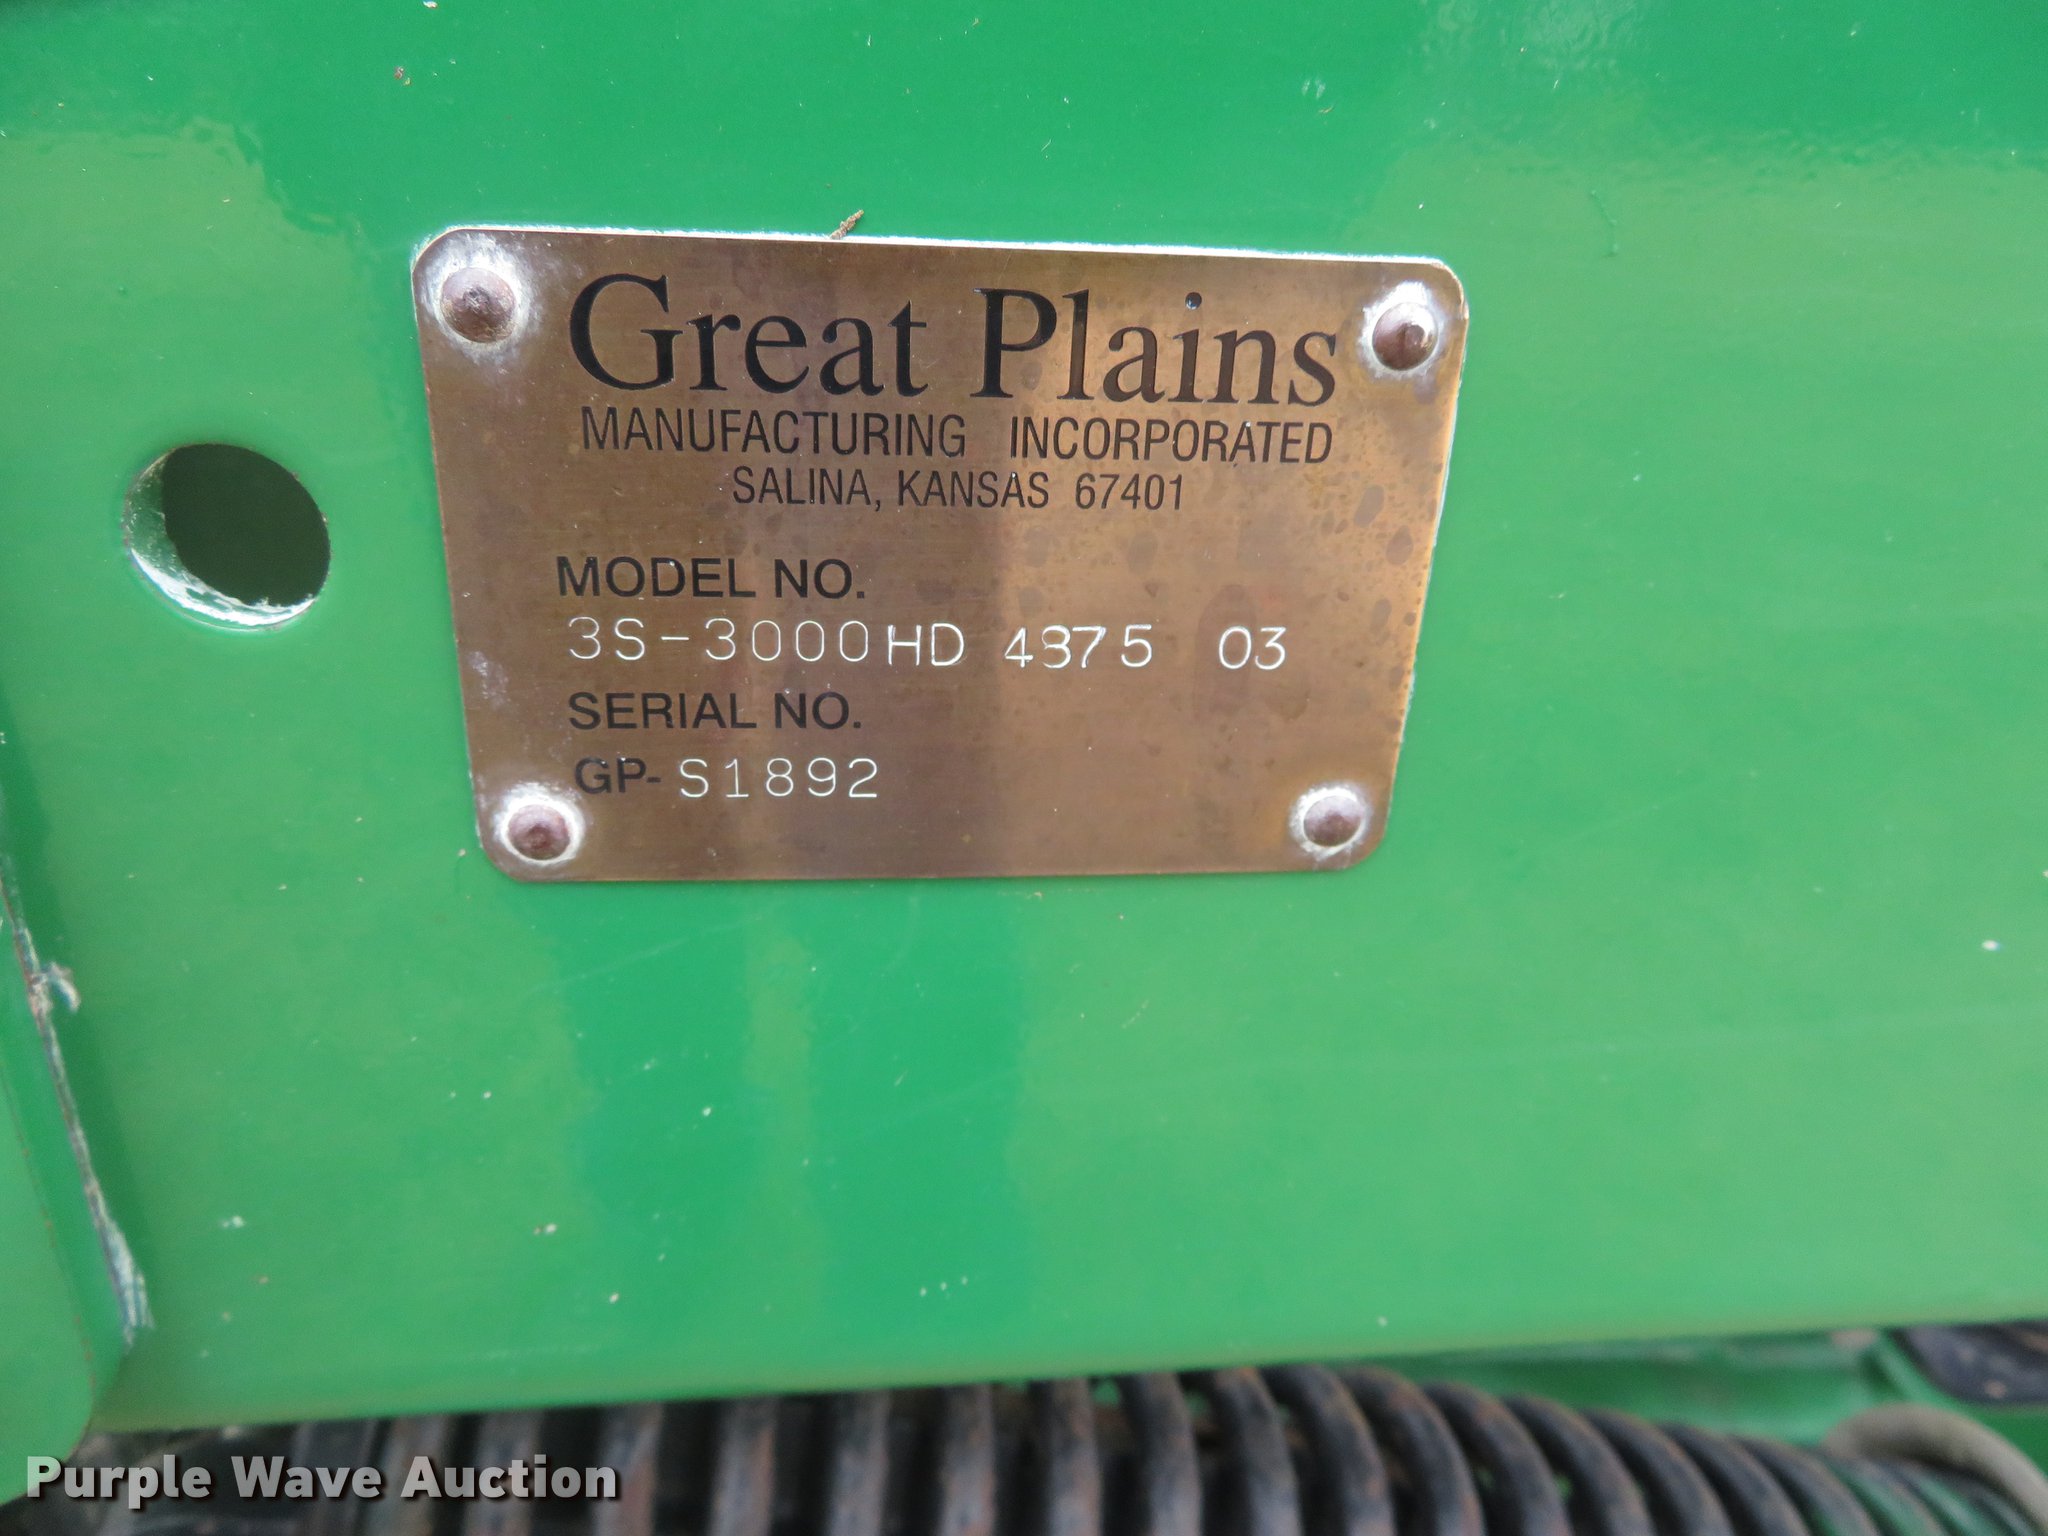 Great Plains
MANUFACTURING INCORPORATED
SALINA, KANSAS 67401
MODEL NO.
3S-3000HD 4875 03
SERIAL NO.
GP- S1892
Purple Wave Auction